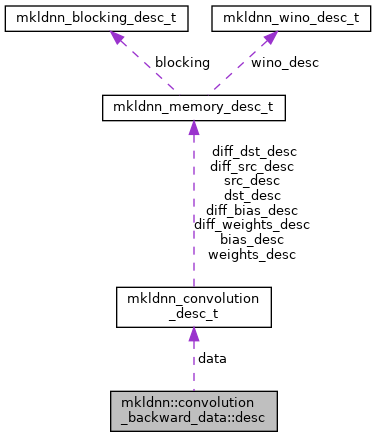 mkldnn_blocking_desc_t
mkldnn_wino_desc_t
blocking
wino_desc
mkldnn_memory_desc_t
diff_dst_desc
diff_src_desc
src_desc
dst_desc
diff_bias_desc
diff_weights_desc
bias_desc
weights_desc
mkldnn_convolution
_desc_t
data
mkldnn::convolution
_backward_data::desc